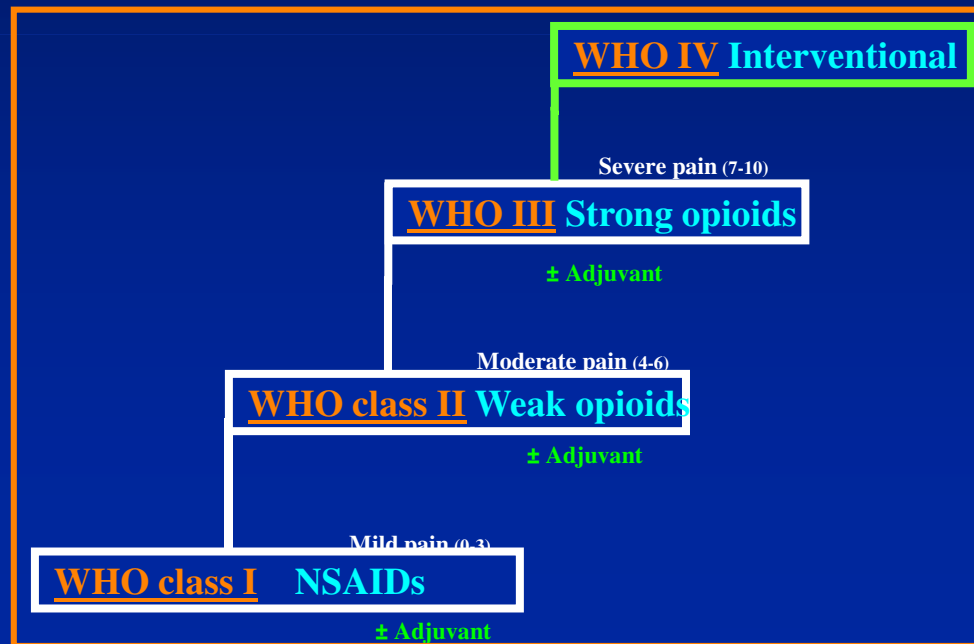 WHO IV Interventional
Severe pain (7-10)
WHO III Strong opioids
± Adjuvant
Moderate pain (4-6)
WHO class II Weak opioids
± Adjuvant
Mild pain (0-3)
WHO class I NSAIDs
± Adjuvant